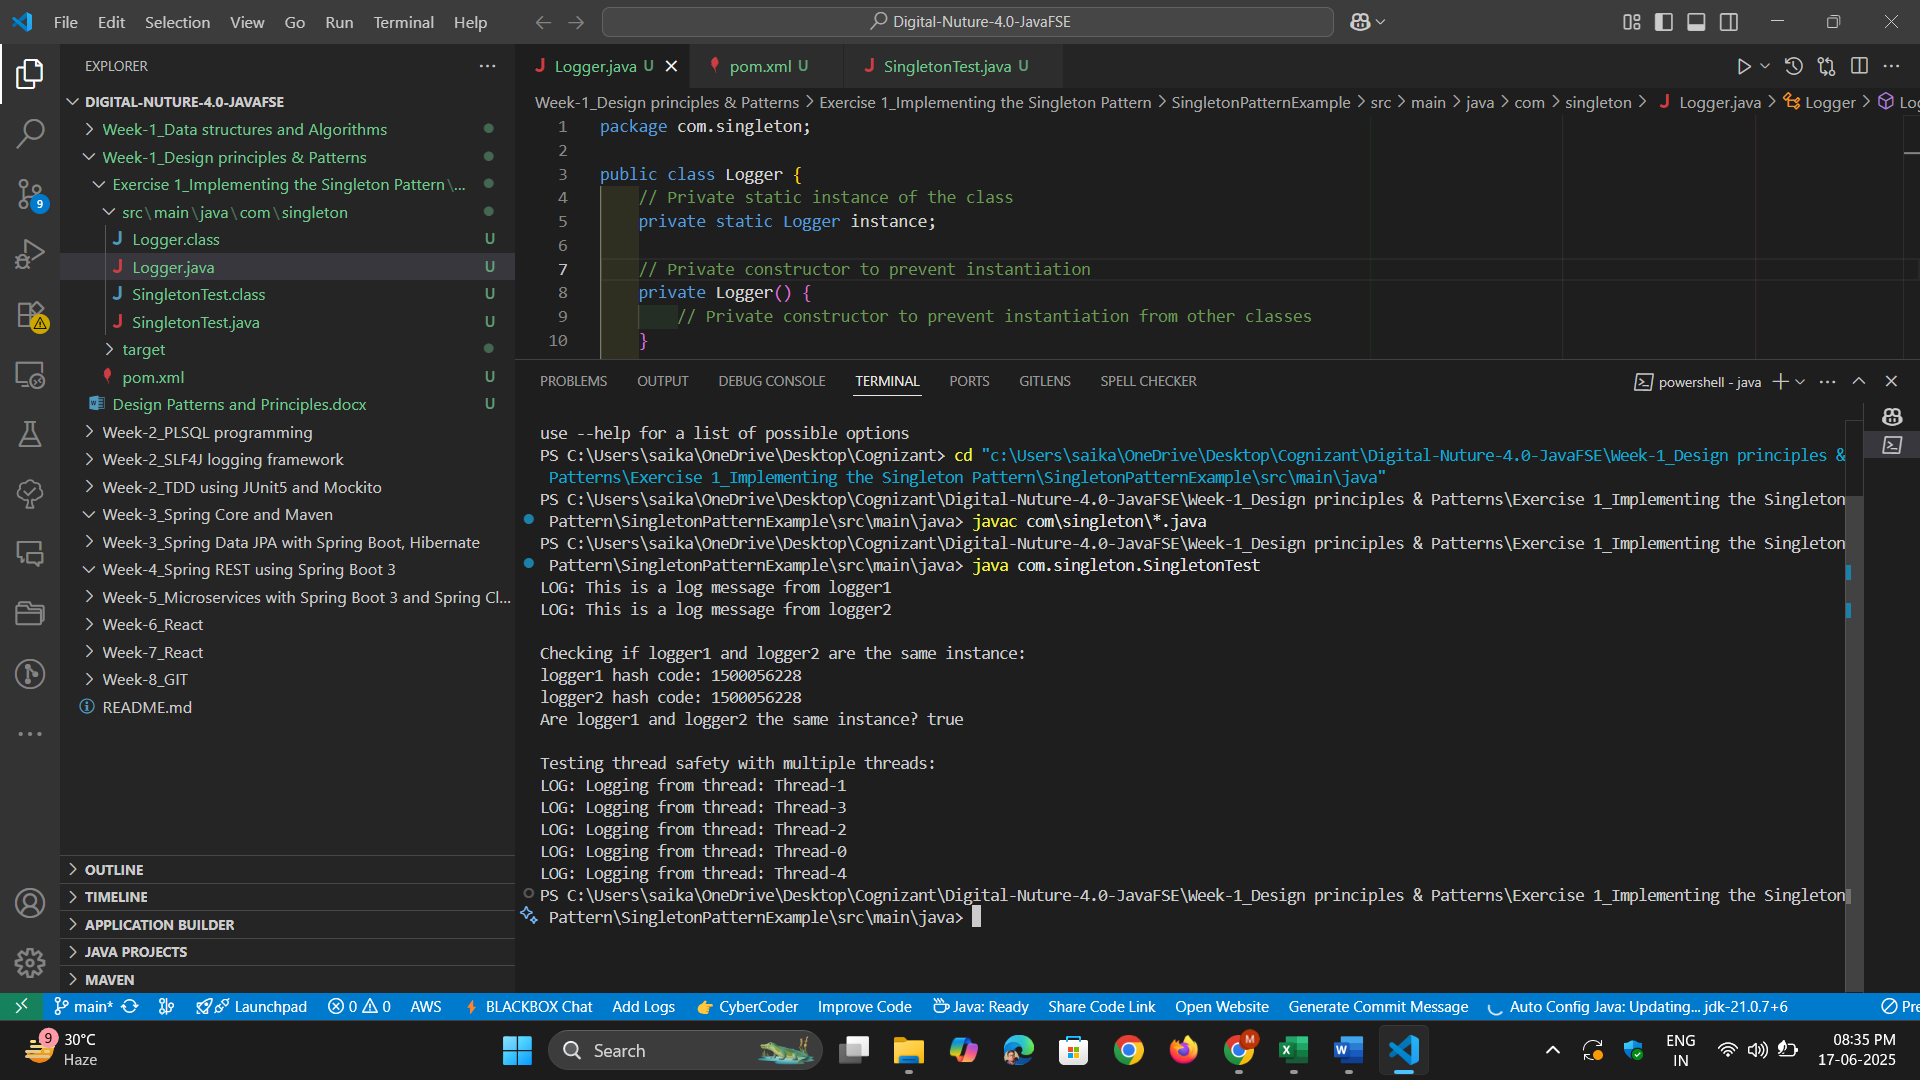 File Edit Selection View Go Run Terminal Help
Digital-Nuture-4.0-JavaFSE
EXPLORER
DIGITAL-NUTURE-4.0-JAVAFSE
Week-1_Data structures and Algorithms
Week-1_Design principles & Patterns
Exercise 1_Implementing the Singleton Pattern\...
src\main\java\com\singleton
Logger.class U
Logger.java U
SingletonTest.class U
SingletonTest.java U
target
pom.xml U
Design Patterns and Principles.docx U
Week-2_PLSQL programming
Week-2_SLF4J logging framework
Week-2_TDD using JUnit5 and Mockito
Week-3_Spring Core and Maven
Week-3_Spring Data JPA with Spring Boot, Hibernate
Week-4_Spring REST using Spring Boot 3
Week-5_Microservices with Spring Boot 3 and Spring Cl...
Week-6_React
Week-7_React
Week-8_GIT
README.md
OUTLINE
TIMELINE
APPLICATION BUILDER
JAVA PROJECTS
MAVEN
9
Logger.java U pom.xml U SingletonTest.java U
Week-1_Design principles & Patterns > Exercise 1_Implementing the Singleton Pattern > SingletonPatternExample > src > main > java > com > singleton > Logger.java > Logger > Log
1 package com.singleton;
2
3 public class Logger {
4 // Private static instance of the class
5 private static Logger instance;
6
7 // Private constructor to prevent instantiation
8 private Logger() {
9 // Private constructor to prevent instantiation from other classes
10 }
PROBLEMS OUTPUT DEBUG CONSOLE TERMINAL PORTS GITLENS SPELL CHECKER
powershell - java
use --help for a list of possible options
PS C:\Users\saika\OneDrive\Desktop\Cognizant> cd "c:\Users\saika\OneDrive\Desktop\Cognizant\Digital-Nuture-4.0-JavaFSE\Week-1_Design principles &
Patterns\Exercise 1_Implementing the Singleton Pattern\SingletonPatternExample\src\main\java"
PS C:\Users\saika\OneDrive\Desktop\Cognizant\Digital-Nuture-4.0-JavaFSE\Week-1_Design principles & Patterns\Exercise 1_Implementing the Singleton
Pattern\SingletonPatternExample\src\main\java> javac com\singleton\*.java
PS C:\Users\saika\OneDrive\Desktop\Cognizant\Digital-Nuture-4.0-JavaFSE\Week-1_Design principles & Patterns\Exercise 1_Implementing the Singleton
Pattern\SingletonPatternExample\src\main\java> java com.singleton.SingletonTest
LOG: This is a log message from logger1
LOG: This is a log message from logger2
Checking if logger1 and logger2 are the same instance:
logger1 hash code: 1500056228
logger2 hash code: 1500056228
Are logger1 and logger2 the same instance? true
Testing thread safety with multiple threads:
LOG: Logging from thread: Thread-1
LOG: Logging from thread: Thread-3
LOG: Logging from thread: Thread-2
LOG: Logging from thread: Thread-0
LOG: Logging from thread: Thread-4
PS C:\Users\saika\OneDrive\Desktop\Cognizant\Digital-Nuture-4.0-JavaFSE\Week-1_Design principles & Patterns\Exercise 1_Implementing the Singleton
Pattern\SingletonPatternExample\src\main\java>
main* Launchpad 0 0 AWS BLACKBOX Chat Add Logs CyberCoder Improve Code Java: Ready Share Code Link Open Website Generate Commit Message Auto Config Java: Updating... jdk-21.0.7+6 Pre
9
30°C
Haze
Search
M
ENG
IN
08:35 PM
17-06-2025